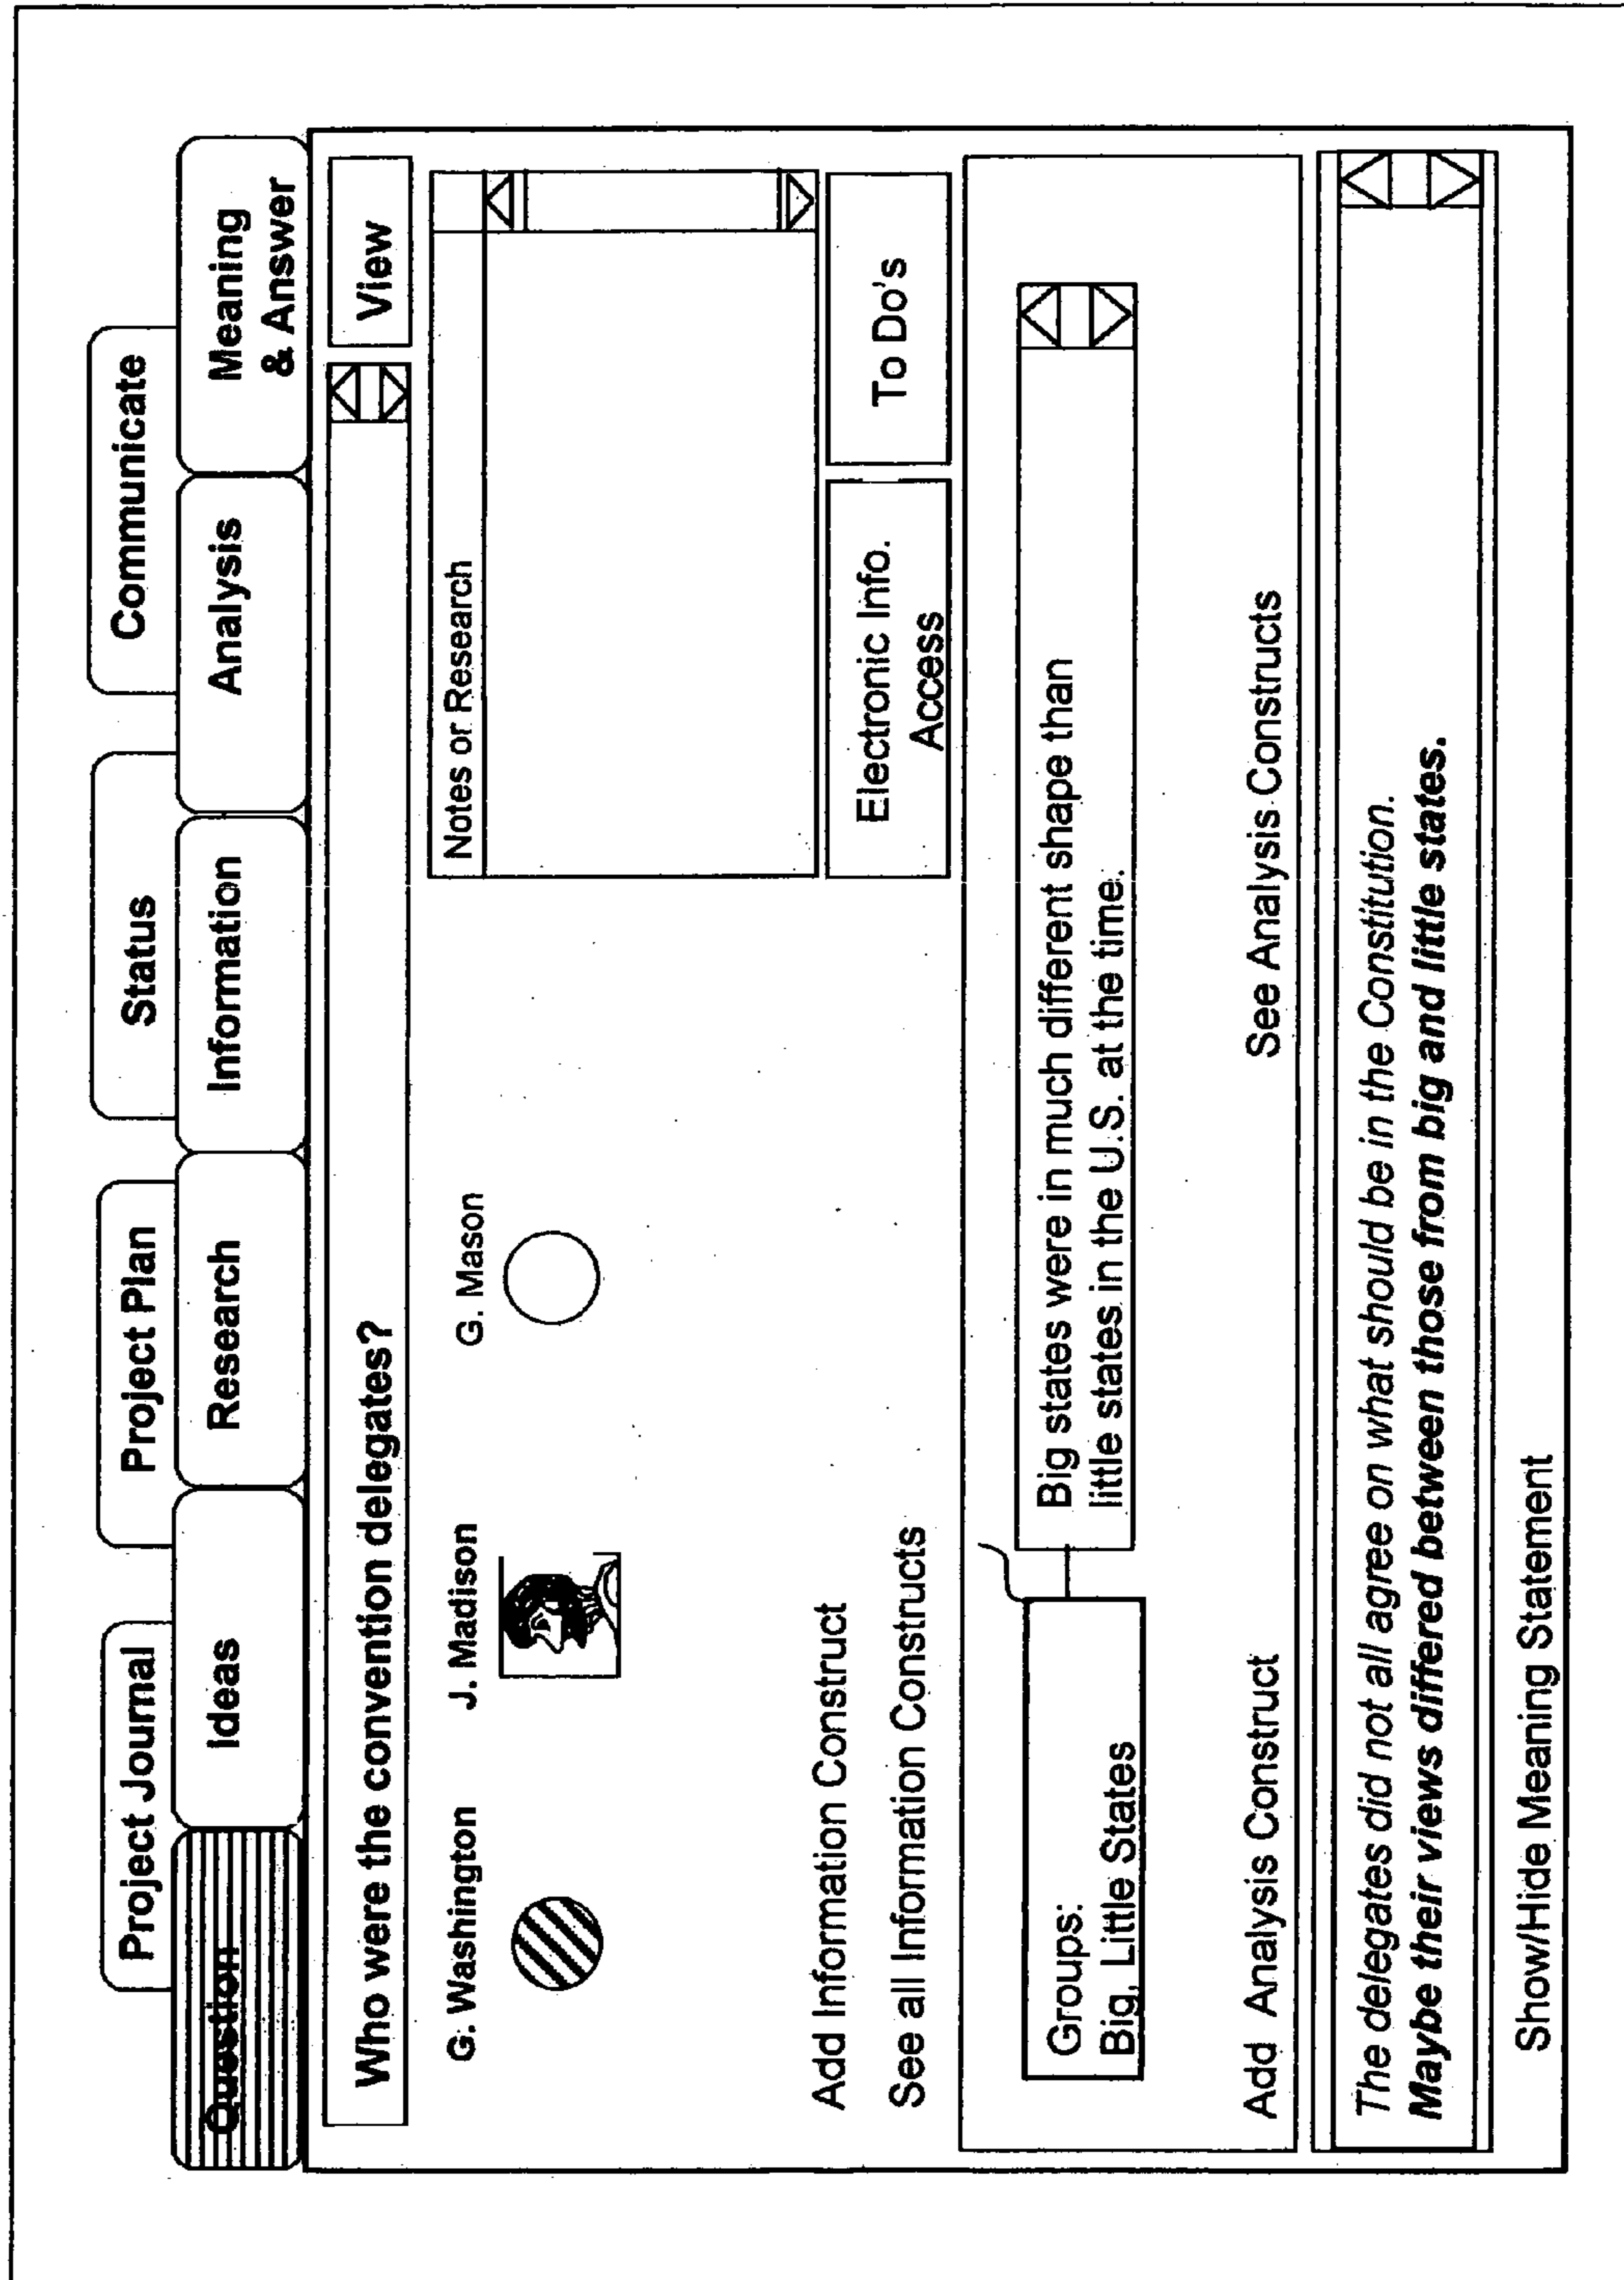 Project Journal
Project Plan
Status
Communicate
Question
Ideas
Research
Information
Analysis
Meaning
& Answer
Who were the convention delegates?
View
G. Washington
J. Madison
G. Mason
Notes or Research
Add Information Construct
See all Information Constructs
Electronic Info.
Access
To Do's
Groups:
Big, Little States
Big states were in much different shape than
little states in the U.S. at the time.
Add Analysis Construct
See Analysis Constructs
The delegates did not all agree on what should be in the Constitution.
Maybe their views differed between those from big and little states.
Show/Hide Meaning Statement